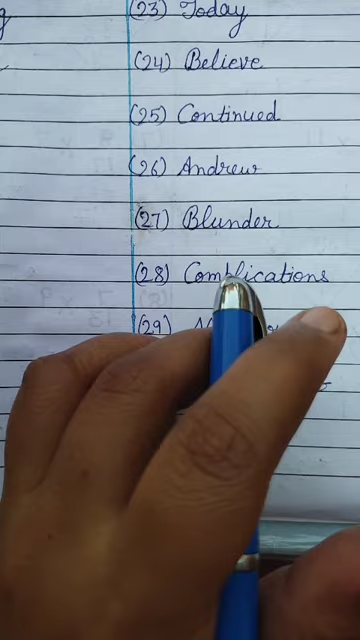 (23) Today
(24) Believe
(25) Continued
(26) Andrew
(27) Blunder
(28) Complications
(29)